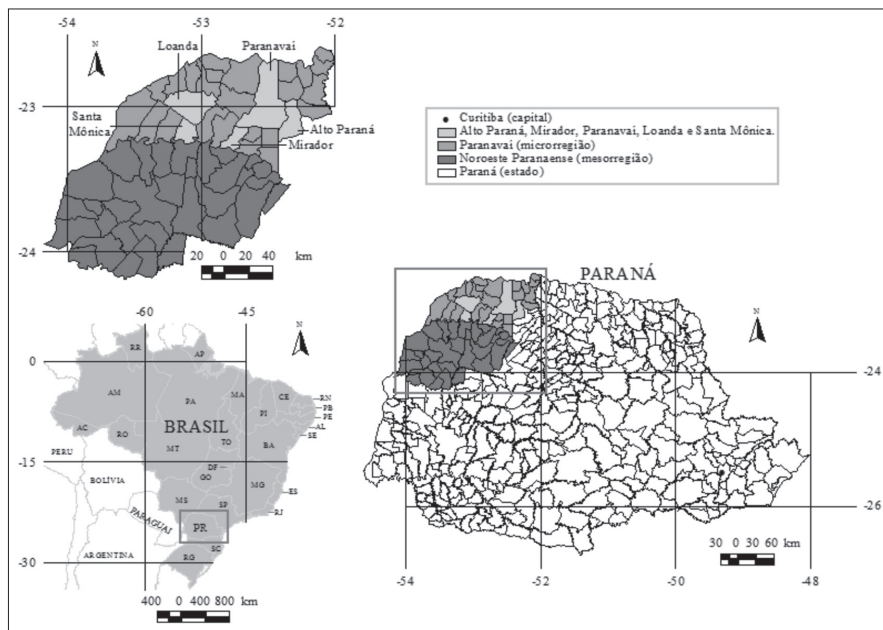 -54
-53
-52
N
Loanda
Paranavaí
-23
Santa
Mônica
Alto Paraná
Mirador
-24
20 0 20 40 km
Curitiba (capital)
Alto Paraná, Mirador, Paranavaí, Loanda e Santa Mônica.
Paranavaí (microrregião)
Noroeste Paranaense (mesorregião)
Paraná (estado)
-60
-45
N
0
RR
AP
AM
PA
MA
CE
RN
PB
PE
AL
SE
PI
AC
RO
BRASIL
TO
MT
BA
PERU
-15
DF
GO
BOLÍVIA
MG
ES
MS
SP
RJ
PARAGUAI
PR
SC
ARGENTINA
RG
-30
400 0 400 800 km
PARANÁ
N
-24
-26
30 0 30 60 km
-54
-52
-50
-48